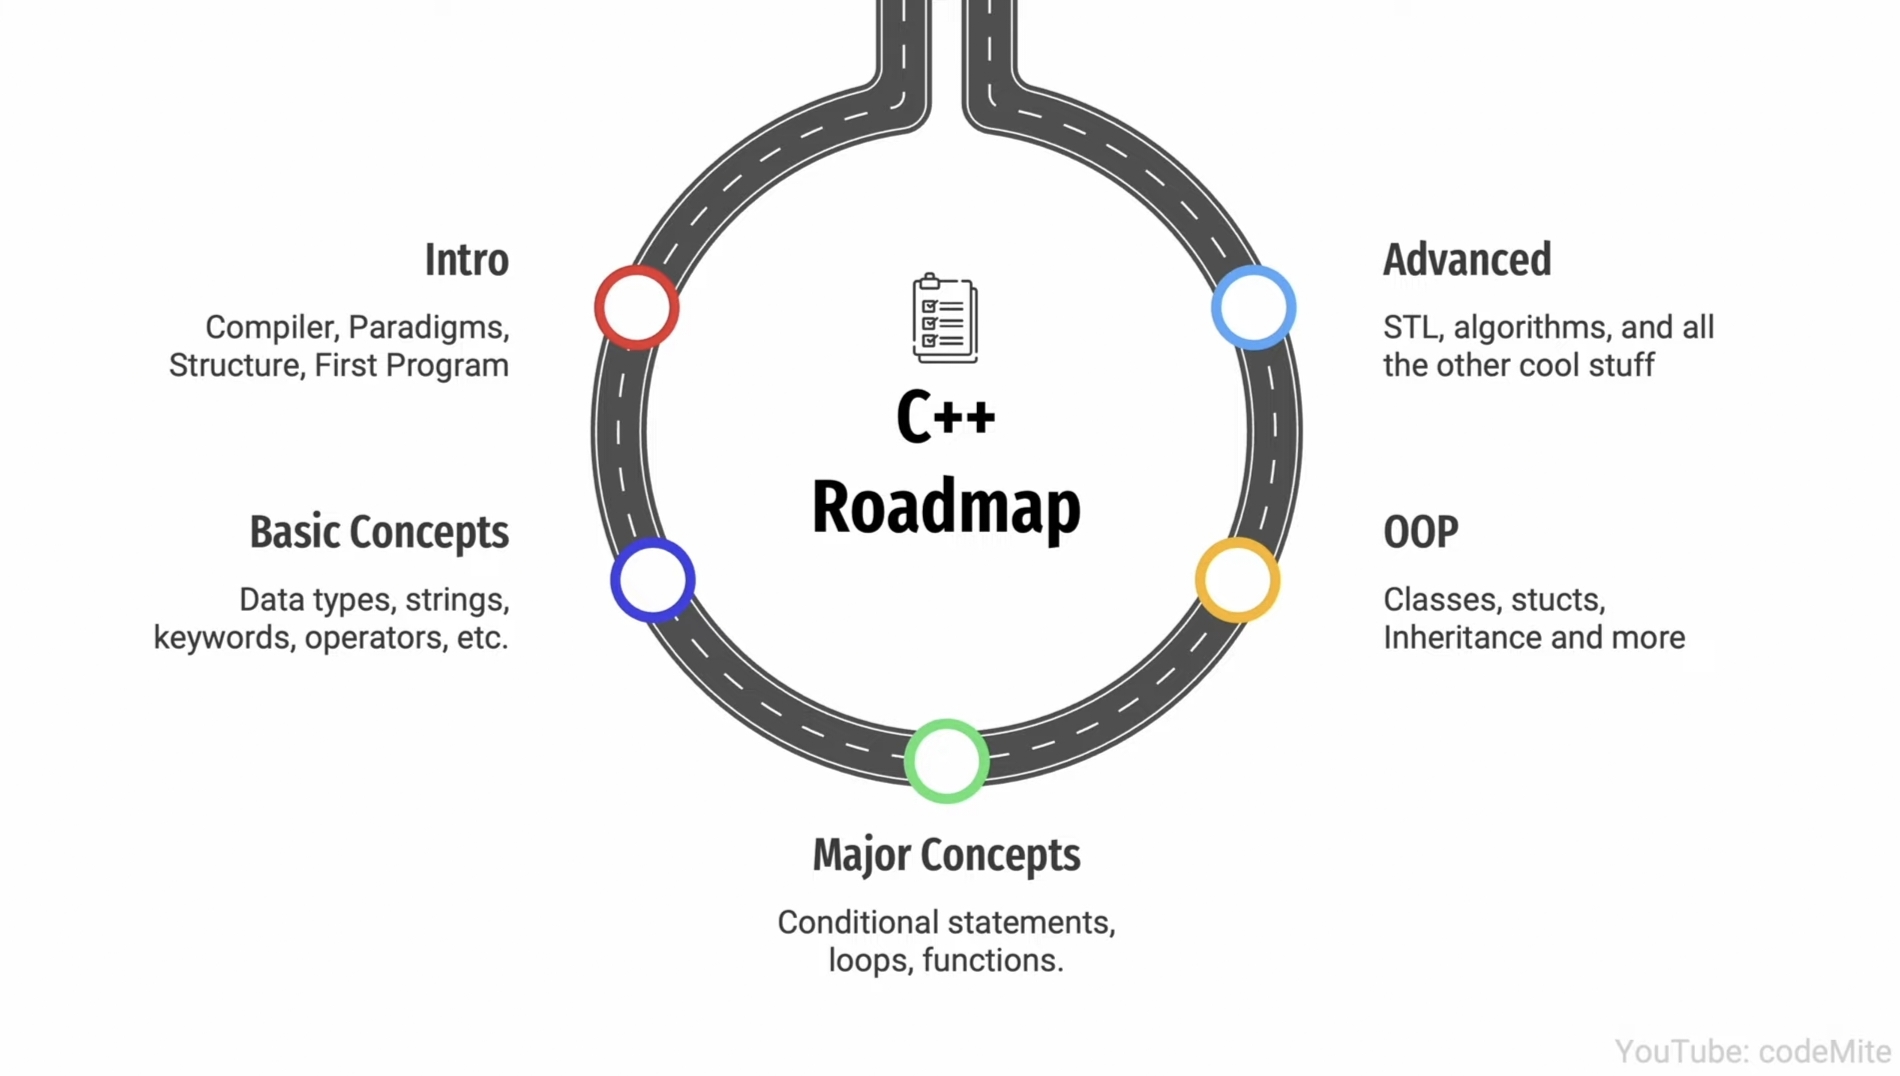 C++
Roadmap
Intro
Compiler, Paradigms,
Structure, First Program
Basic Concepts
Data types, strings,
keywords, operators, etc.
Major Concepts
Conditional statements,
loops, functions.
OOP
Classes, stucts,
Inheritance and more
Advanced
STL, algorithms, and all
the other cool stuff
YouTube: codeMite